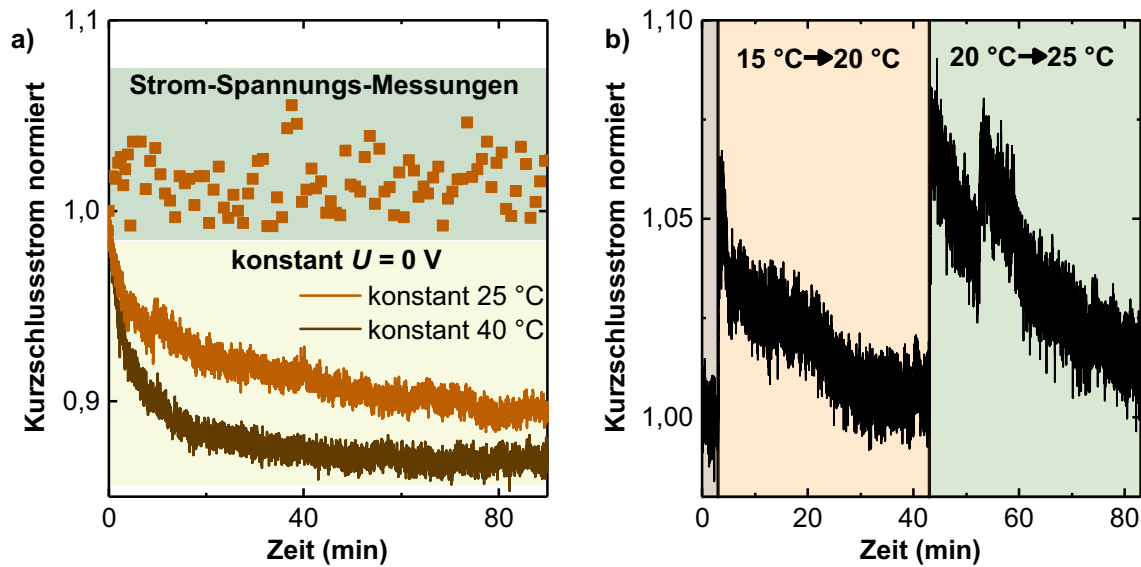 a)
Kurzschlussstrom normiert
1,1
1,0
0,9
Strom-Spannungs-Messungen
konstant U = 0 V
konstant 25 °C
konstant 40 °C
0
40
80
Zeit (min)
b)
Kurzschlussstrom normiert
1,10
1,05
1,00
15 °C→20 °C
20 °C→25 °C
0
20
40
60
80
Zeit (min)